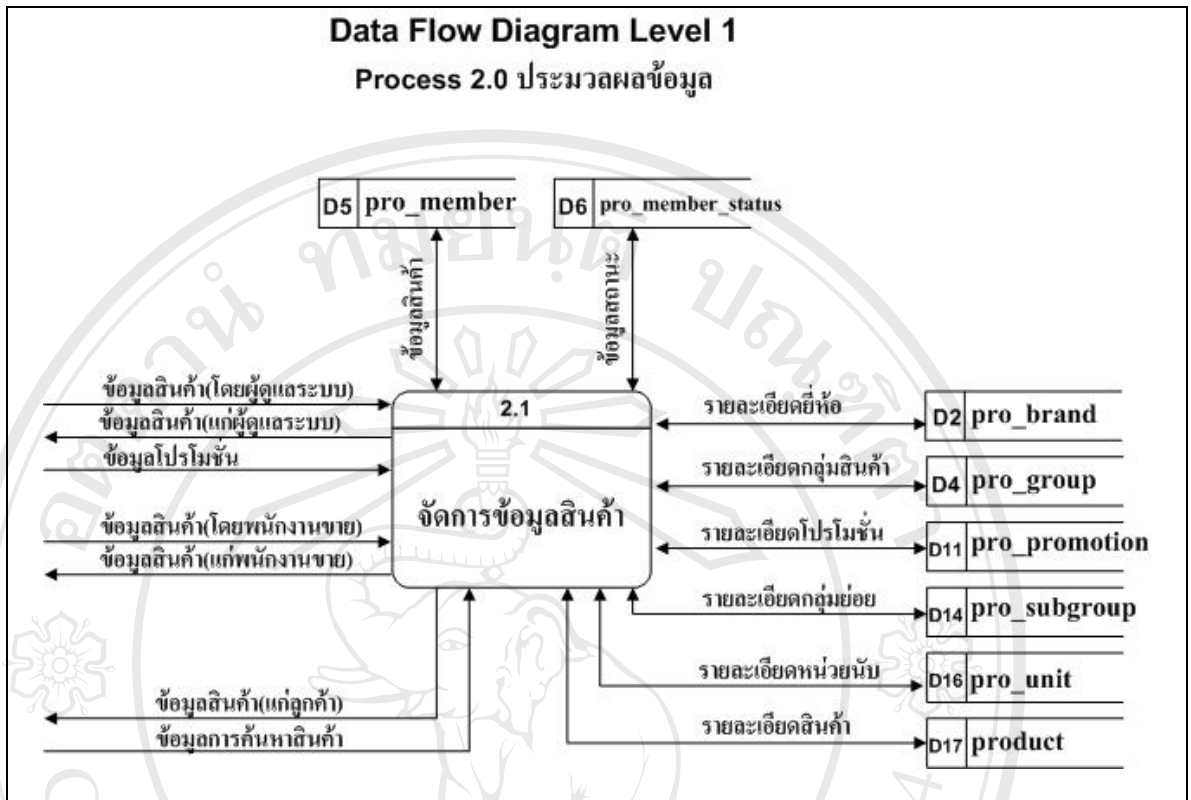 Data Flow Diagram Level 1
Process 2.0 ประมวลผลข้อมูล
D5 pro_member
D6 pro_member_status
ข้อมูลสินค้า
ข้อมูลสถานะ
ข้อมูลสินค้า(โดยผู้ดูแลระบบ)
ข้อมูลสินค้า(แก่ผู้ดูแลระบบ)
ข้อมูลโปรโมชั่น
ข้อมูลสินค้า(โดยพนักงานขาย)
ข้อมูลสินค้า(แก่พนักงานขาย)
ข้อมูลสินค้า(แก่ลูกค้า)
ข้อมูลการค้นหาสินค้า
2.1
จัดการข้อมูลสินค้า
รายละเอียดยี่ห้อ
D2 pro_brand
รายละเอียดกลุ่มสินค้า
D4 pro_group
รายละเอียดโปรโมชั่น
D11 pro_promotion
รายละเอียดกลุ่มย่อย
D14 pro_subgroup
รายละเอียดหน่วยนับ
D16 pro_unit
รายละเอียดสินค้า
D17 product